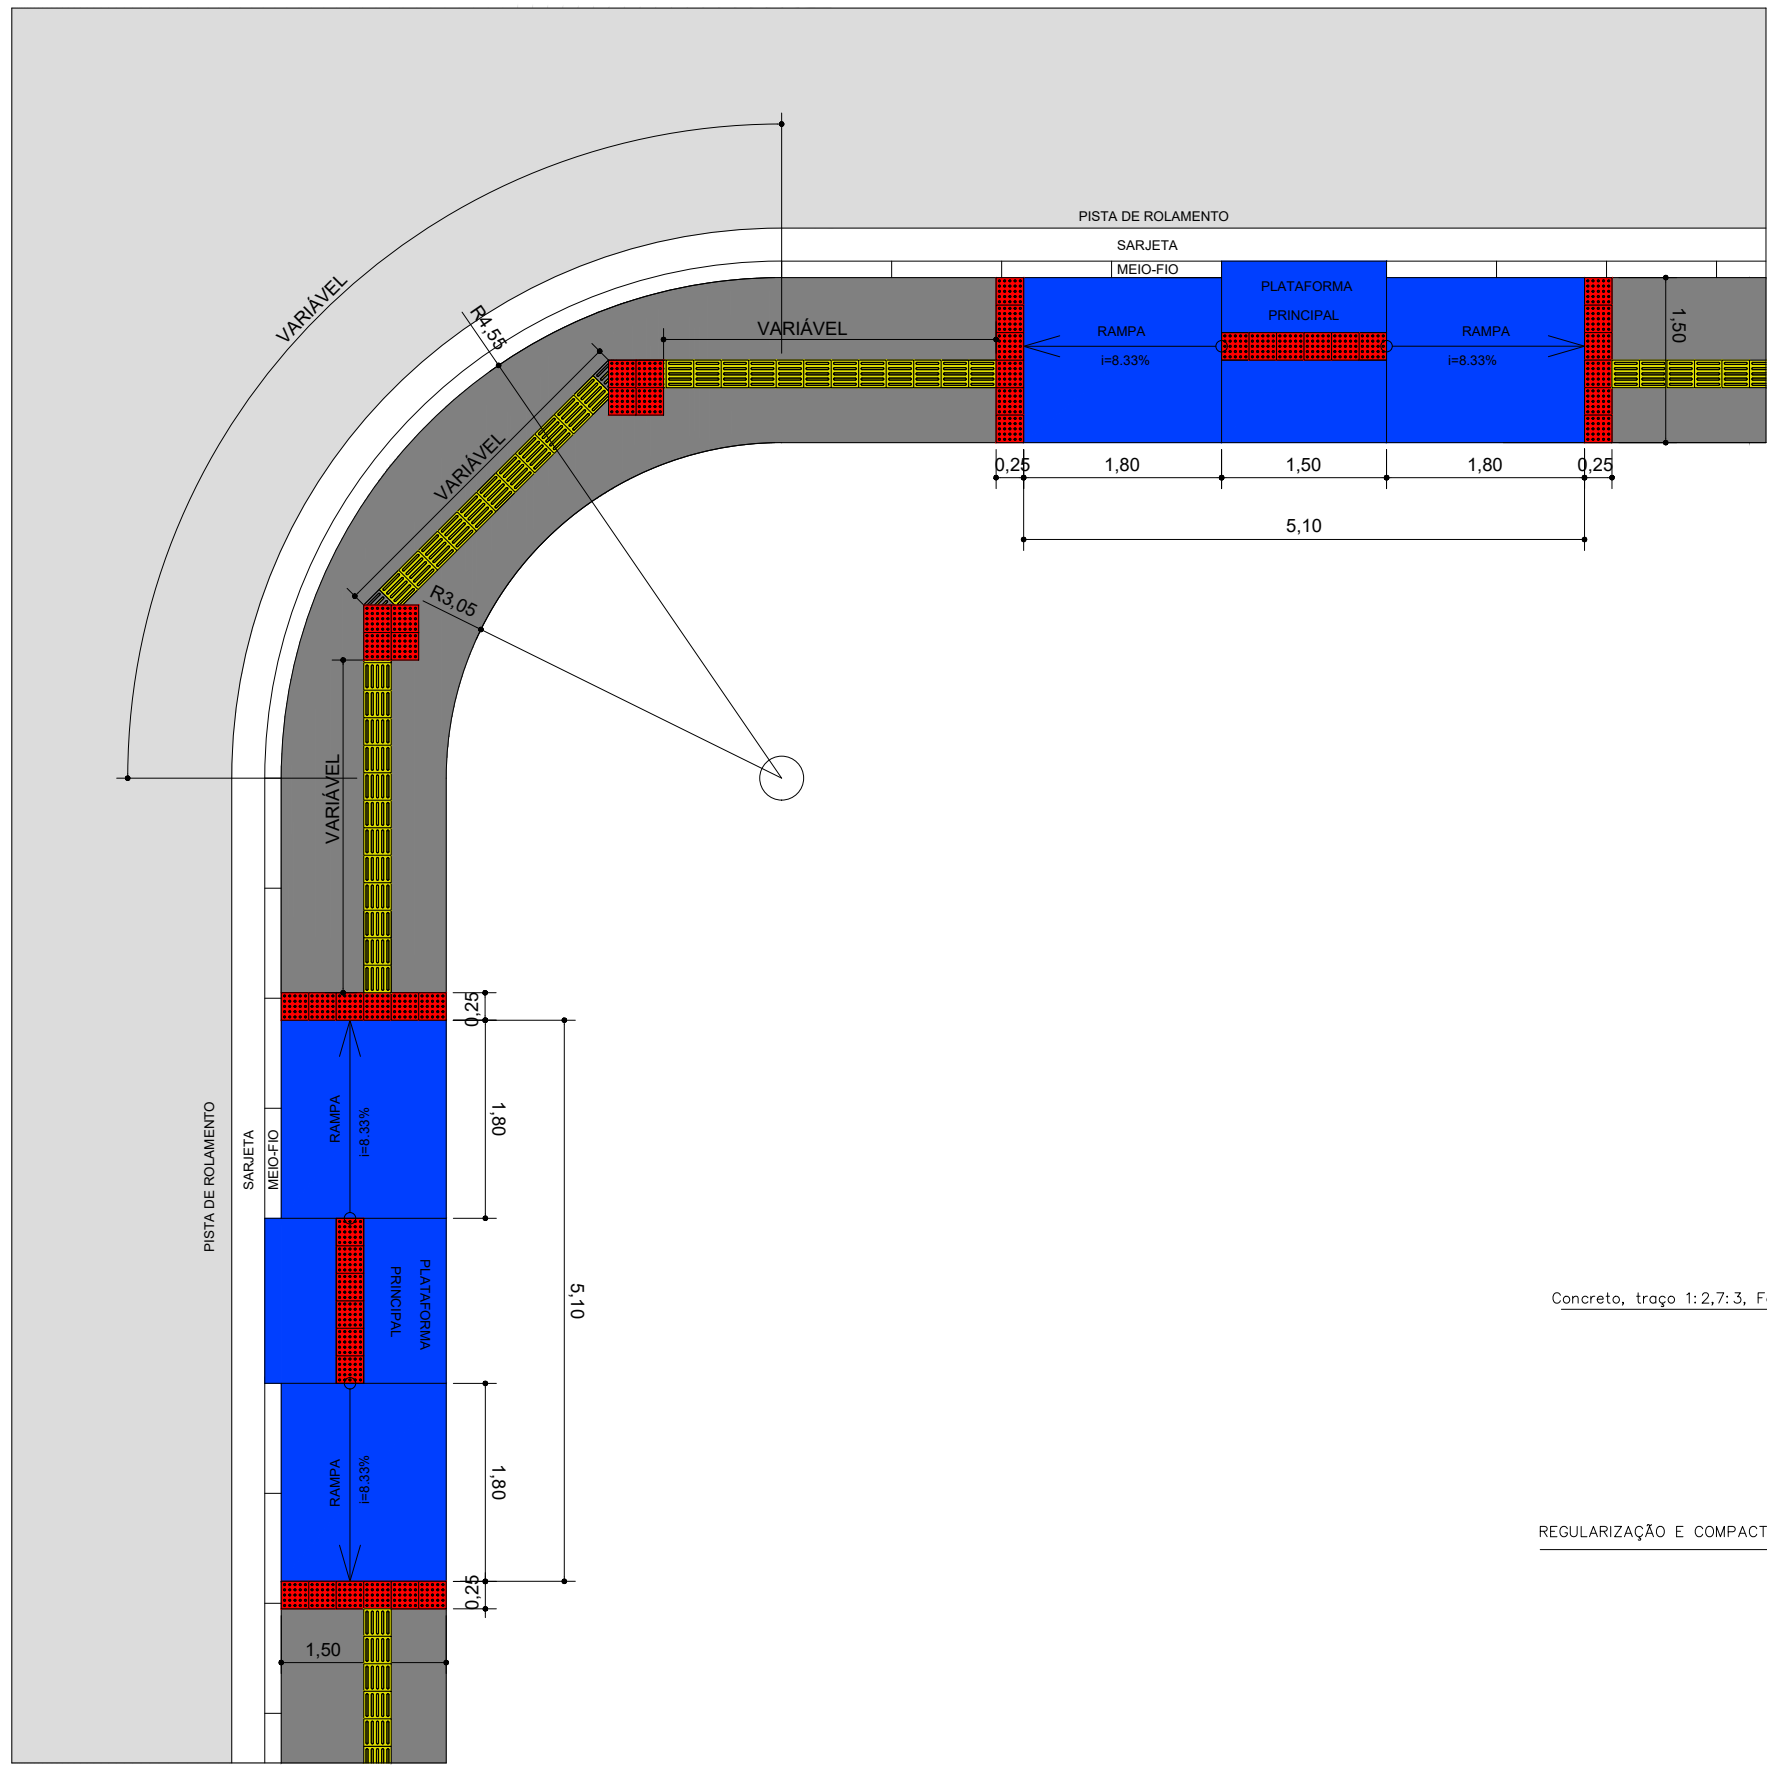 PISTA DE ROLAMENTO
SARJETA
MEIO-FIO
PLATAFORMA
PRINCIPAL
RAMPA
i=8.33%
RAMPA
i=8.33%
1,50
VARIÁVEL
VARIÁVEL
R4,55
VARIÁVEL
R3,05
0,25
1,80
1,50
1,80
0,25
5,10
VARIÁVEL
0,25
1,80
RAMPA
i=8.33%
PISTA DE ROLAMENTO
SARJETA
MEIO-FIO
PLATAFORMA
PRINCIPAL
5,10
RAMPA
i=8.33%
1,80
0,25
1,50
Concreto, traço 1:2,7:3, F
REGULARIZAÇÃO E COMPACT